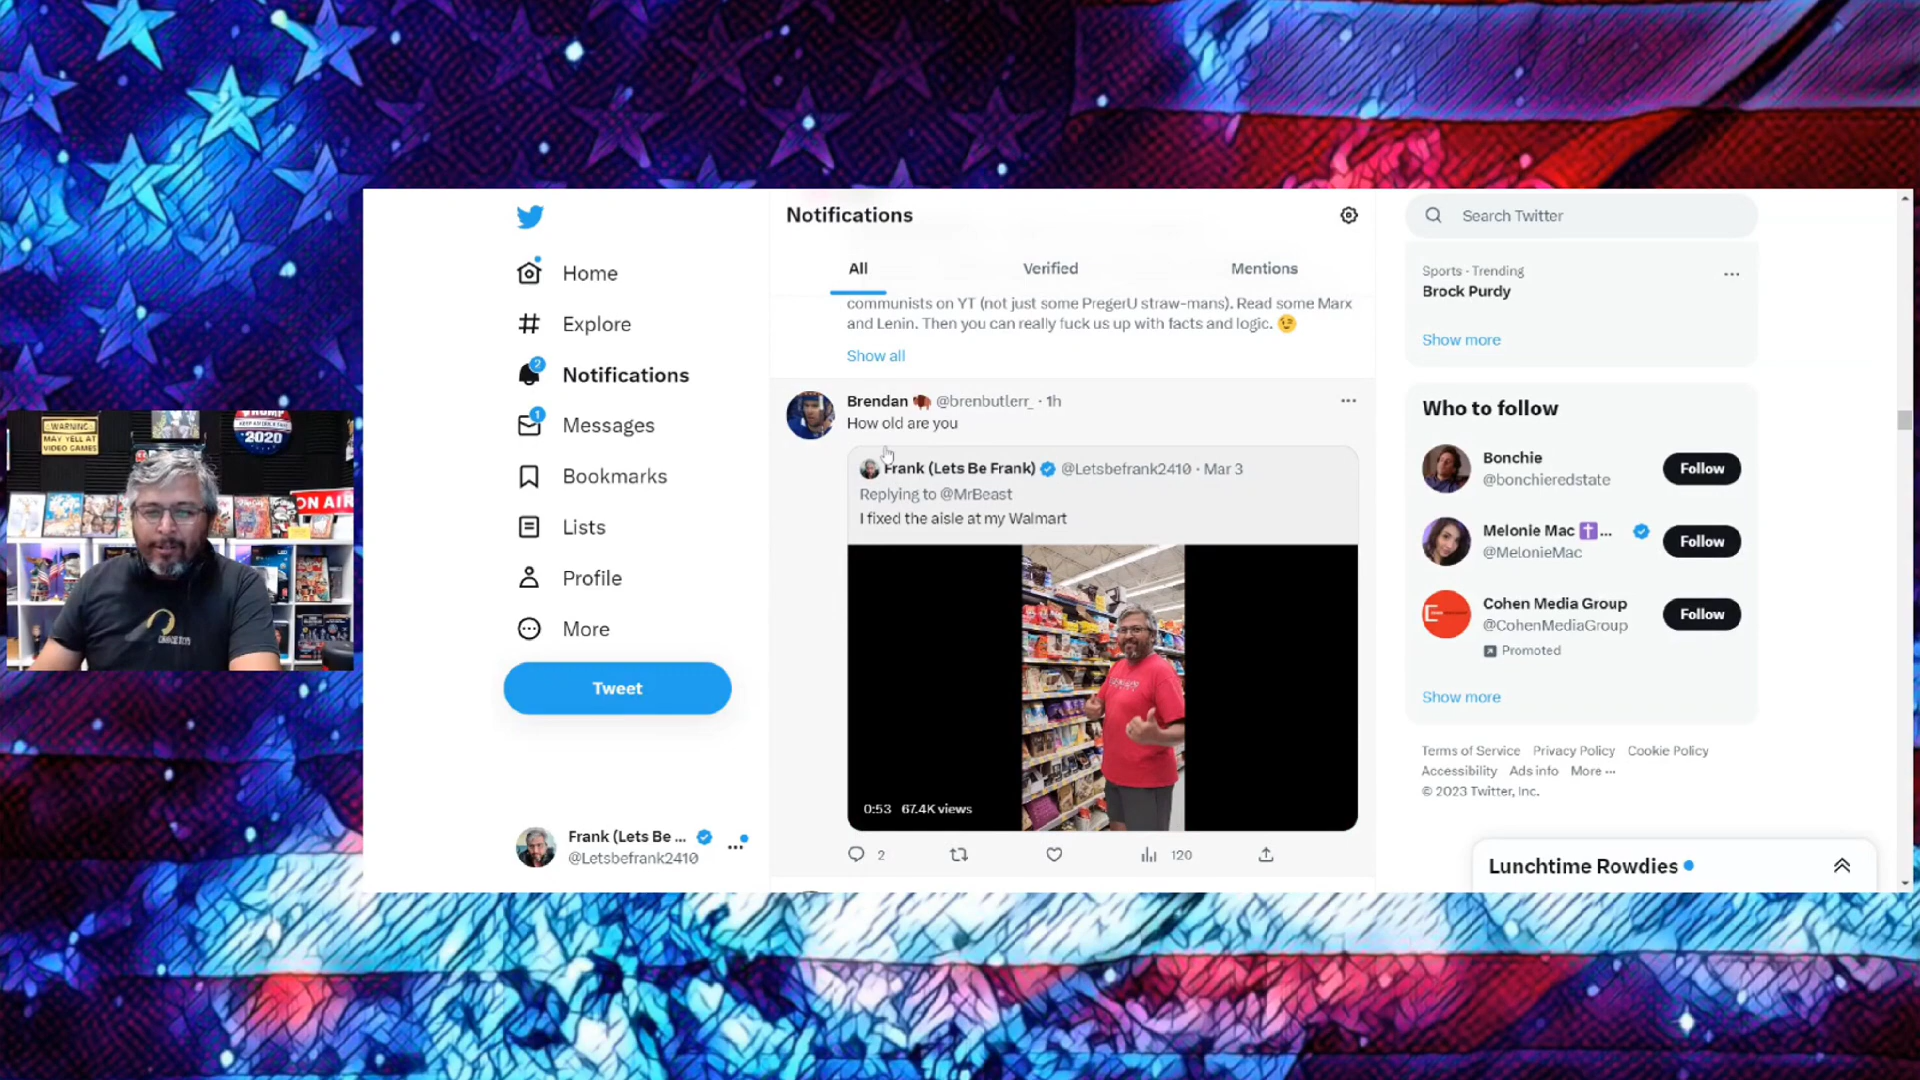 Notifications
Search Twitter
Home
Explore
2
Notifications
1
Messages
Bookmarks
Lists
Profile
More
Tweet
Frank (Lets Be ...
@Letsbefrank2410
All
Verified
Mentions
communists on YT (not just some PregerU straw-mans). Read some Marx
and Lenin. Then you can really fuck us up with facts and logic. 😉
Show all
Brendan 🦬 @brenbutlerr_ · 1h
How old are you
Frank (Lets Be Frank) @Letsbefrank2410 · Mar 3
Replying to @MrBeast
I fixed the aisle at my Walmart
0:53 67.4K views
2
120
Sports · Trending
Brock Purdy
Show more
Who to follow
Bonchie
@bonchieredstate
Follow
Melonie Mac ✝️...
@MelonieMac
Follow
Cohen Media Group
@CohenMediaGroup
Promoted
Follow
Show more
Terms of Service Privacy Policy Cookie Policy
Accessibility Ads info More ...
© 2023 Twitter, Inc.
Lunchtime Rowdies
WARNING
MAY YELL AT
VIDEO GAMES
TRUMP
KEEP AMERICA GREAT
2020
ON AIR